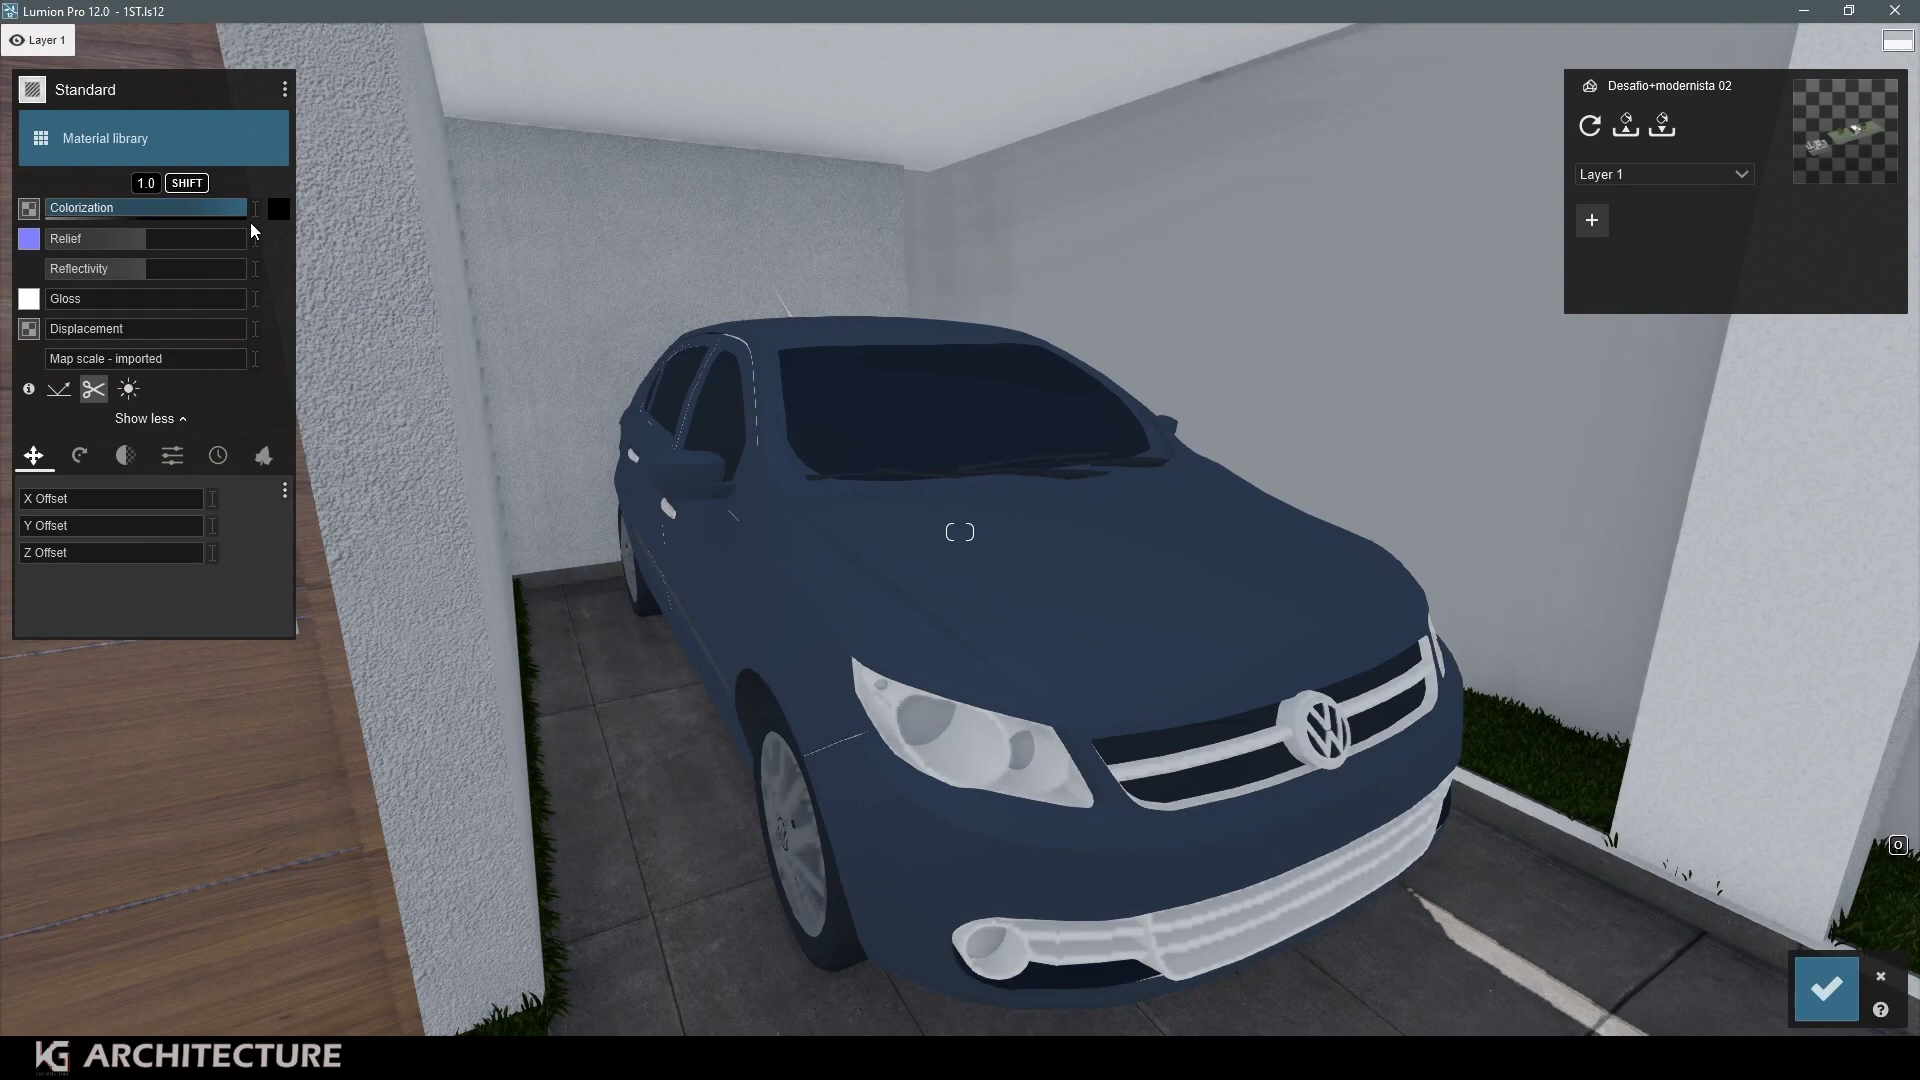 Lumion Pro 12.0 - 1ST.ls12
Layer 1
Standard
Material library
1.0 SHIFT
Colorization
Relief
Reflectivity
Gloss
Displacement
Map scale - imported
Show less
X Offset
Y Offset
Z Offset
Desafio+modernista 02
Layer 1
O
KG ARCHITECTURE